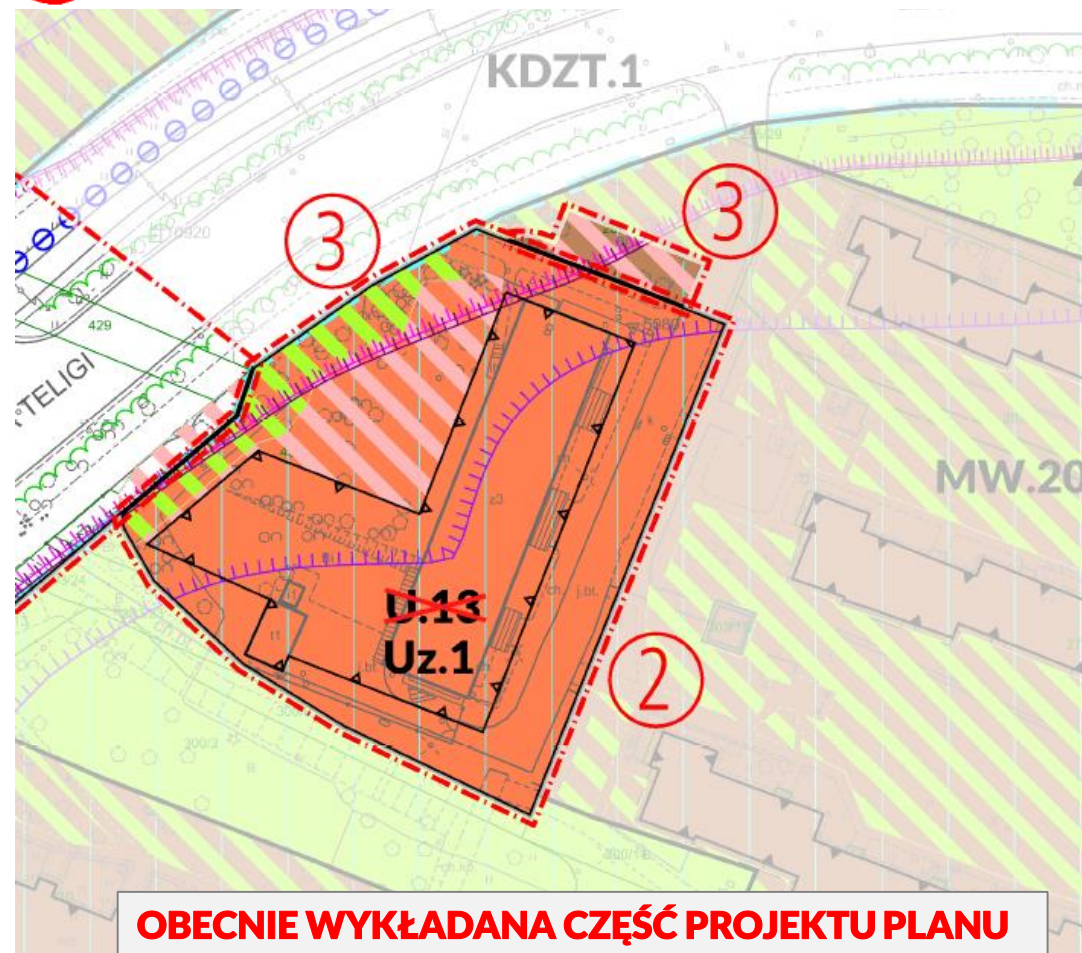 KDZT.1
3
3
429
TELIGI
MW.20
U.13
Uz.1
2
OBECNIE WYKŁADANA CZĘŚĆ PROJEKTU PLANU